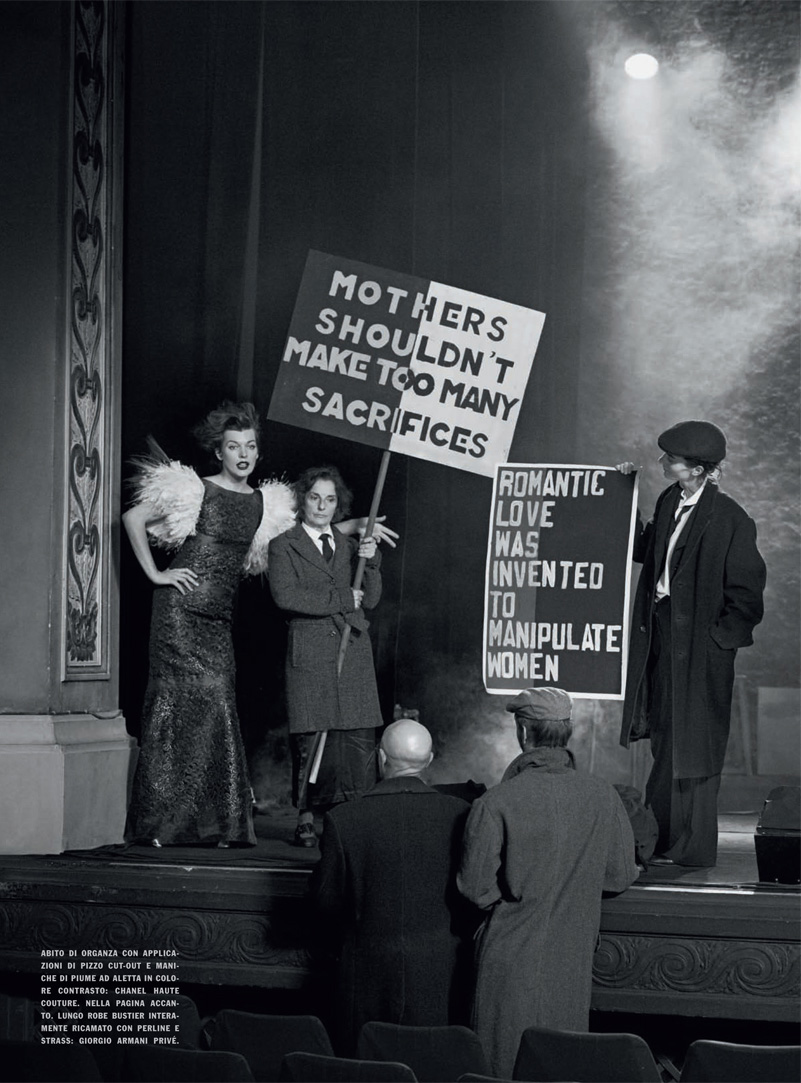 MOTHERS
SHOULDN'T
MAKE TOO MANY
SACRIFICES
ROMANTIC
LOVE
WAS
INVENTED
TO
MANIPULATE
WOMEN
ABITO DI ORGANZA CON APPLICA-
ZIONI DI PIZZO CUT-OUT E MANI-
CHE DI PIUME AD ALETTA IN COLO-
RE CONTRASTO: CHANEL HAUTE
COUTURE. NELLA PAGINA ACCAN-
TO. LUNGO ROBE BUSTIER INTERA-
MENTE RICAMATO CON PERLINE E
STRASS: GIORGIO ARMANI PRIVÉ.